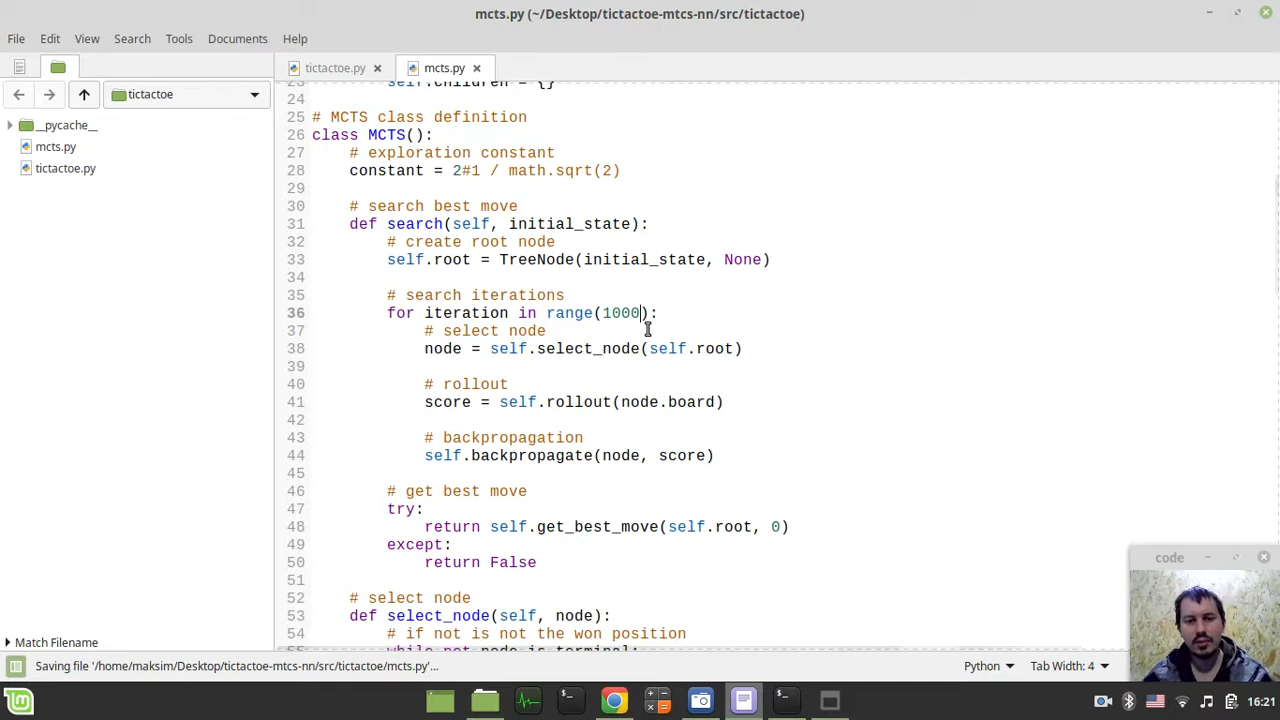 mcts.py (~/Desktop/tictactoe-mtcs-nn/src/tictactoe)
File Edit View Search Tools Documents Help
tictactoe.py mcts.py
tictactoe
__pycache__
mcts.py
tictactoe.py
23 self.children = {}
24
25 # MCTS class definition
26 class MCTS():
27 # exploration constant
28 constant = 2#1 / math.sqrt(2)
29
30 # search best move
31 def search(self, initial_state):
32 # create root node
33 self.root = TreeNode(initial_state, None)
34
35 # search iterations
36 for iteration in range(1000):
37 # select node
38 node = self.select_node(self.root)
39
40 # rollout
41 score = self.rollout(node.board)
42
43 # backpropagation
44 self.backpropagate(node, score)
45
46 # get best move
47 try:
48 return self.get_best_move(self.root, 0)
49 except:
50 return False
51
52 # select node
53 def select_node(self, node):
54 # if not is not the won position
55 while not node.is_terminal:
code
Match Filename
Saving file '/home/maksim/Desktop/tictactoe-mtcs-nn/src/tictactoe/mcts.py'...
Python Tab Width: 4
16:21